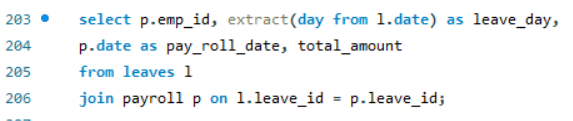 203 select p.emp_id, extract(day from l.date) as leave_day,
204 p.date as pay_roll_date, total_amount
205 from leaves l
206 join payroll p on l.leave_id = p.leave_id;